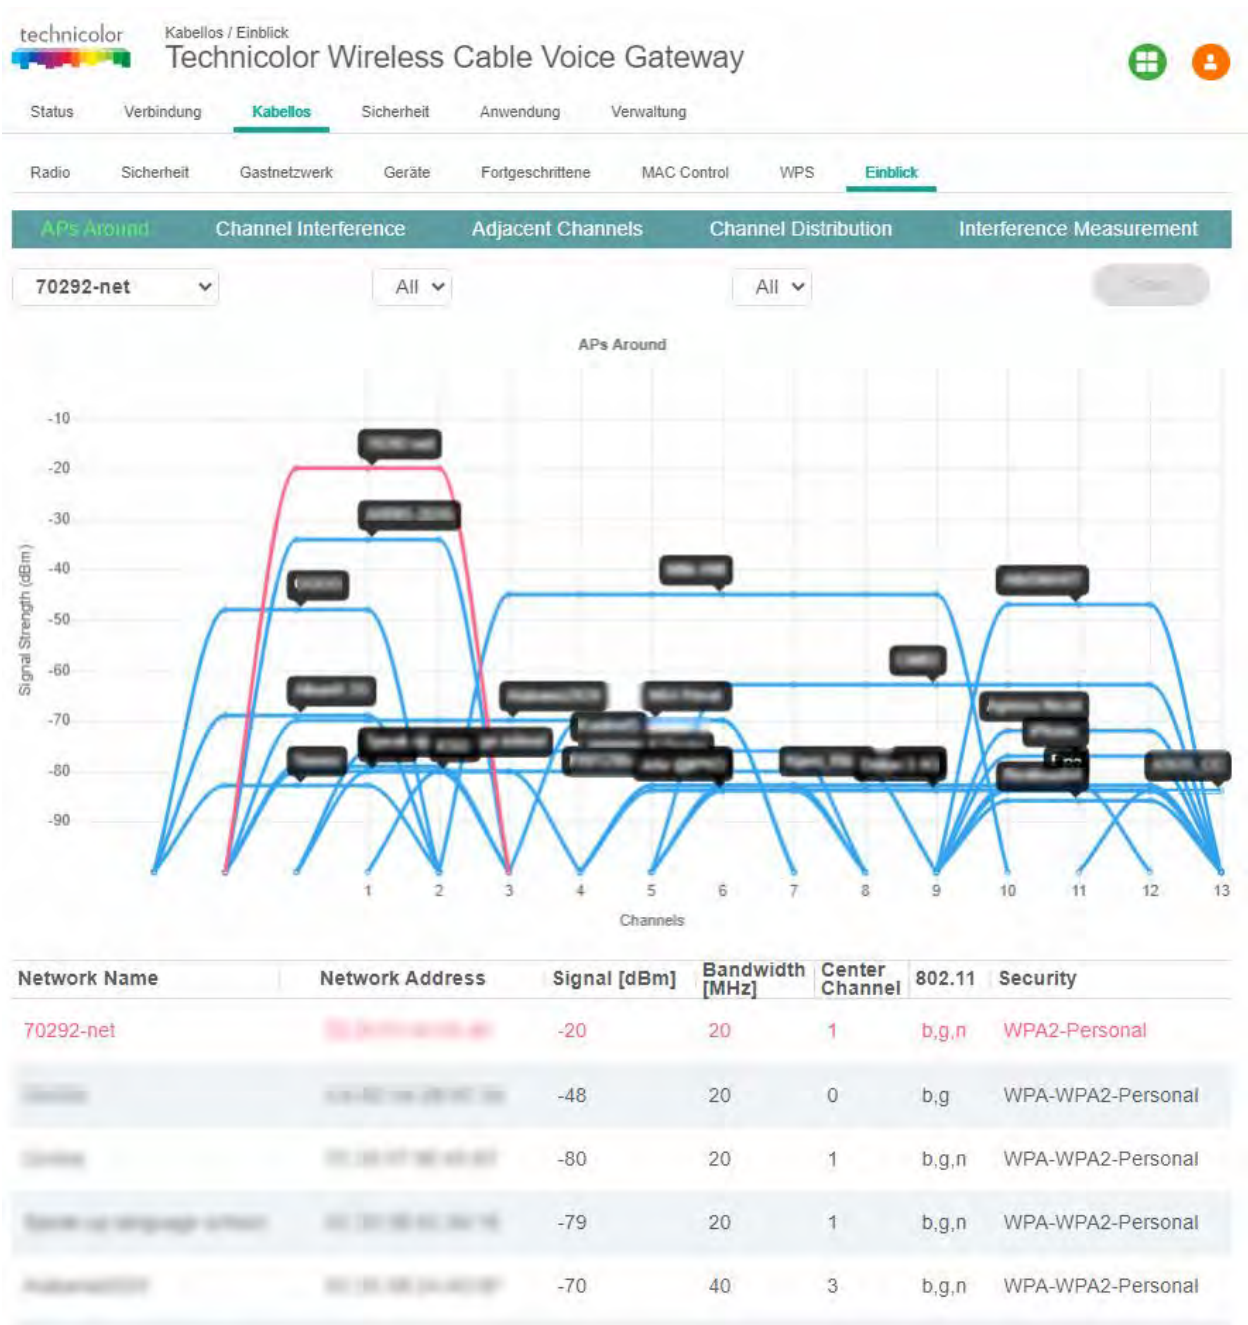 technicolor
Kabellos / Einblick
Technicolor Wireless Cable Voice Gateway
Status Verbindung Kabellos Sicherheit Anwendung Verwaltung
Radio Sicherheit Gastnetzwerk Geräte Fortgeschrittene MAC Control WPS Einblick
APs Around Channel Interference Adjacent Channels Channel Distribution Interference Measurement
70292-net All All
APs Around
-10
-20
-30
-40
-50
-60
-70
-80
-90
Signal Strength (dBm)
1 2 3 4 5 6 7 8 9 10 11 12 13
Channels
Network Name Network Address Signal [dBm] Bandwidth [MHz] Center Channel 802.11 Security
70292-net -20 20 1 b,g,n WPA2-Personal
-48 20 0 b,g WPA-WPA2-Personal
-80 20 1 b,g,n WPA-WPA2-Personal
-79 20 1 b,g,n WPA-WPA2-Personal
-70 40 3 b,g,n WPA-WPA2-Personal